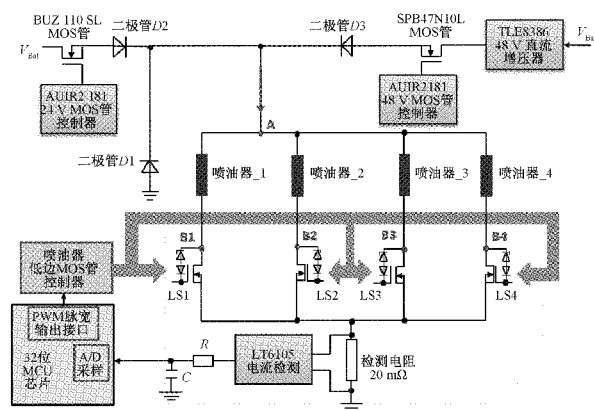 BUZ 110 SL
MOS管
二极管D2
二极管D3
SPB47N10L
MOS管
TLE8386
48 V 直流
增压器
VBat
AUIR2 181
24 V MOS管
控制器
AUIR2181
48 V MOS管
控制器
A
二极管D1
喷油器_1
喷油器_2
喷油器_3
喷油器_4
S1
S2
S3
S4
喷油器
低边MOS管
控制器
LS1
LS2
LS3
LS4
PWM脉宽
输出接口
32位
MCU
芯片
A/D
采样
R
C
LT6105
电流检测
检测电阻
20 mΩ